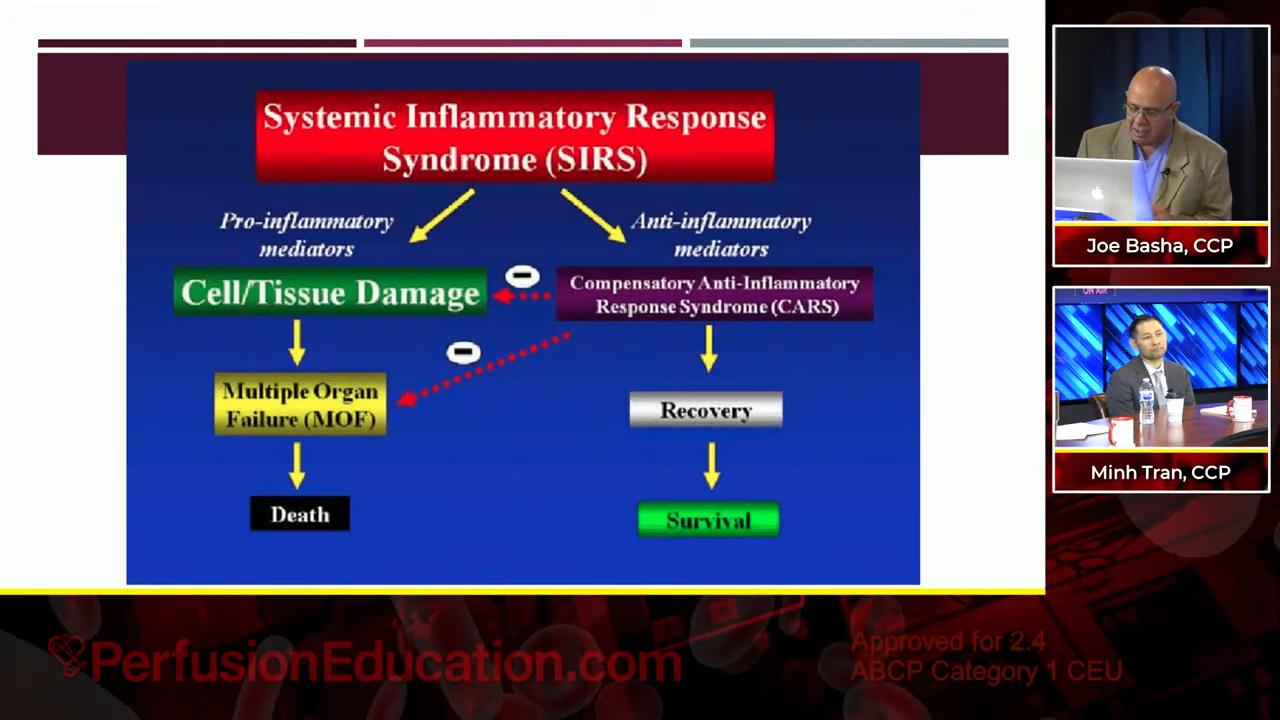 Systemic Inflammatory Response
Syndrome (SIRS)
Pro-inflammatory
mediators
Anti-inflammatory
mediators
Cell/Tissue Damage
Compensatory Anti-Inflammatory
Response Syndrome (CARS)
Multiple Organ
Failure (MOF)
Recovery
Death
Survival
Joe Basha, CCP
ON AIR
Minh Tran, CCP
PerfusionEducation.com
Approved for 2.4
ABCP Category 1 CEU